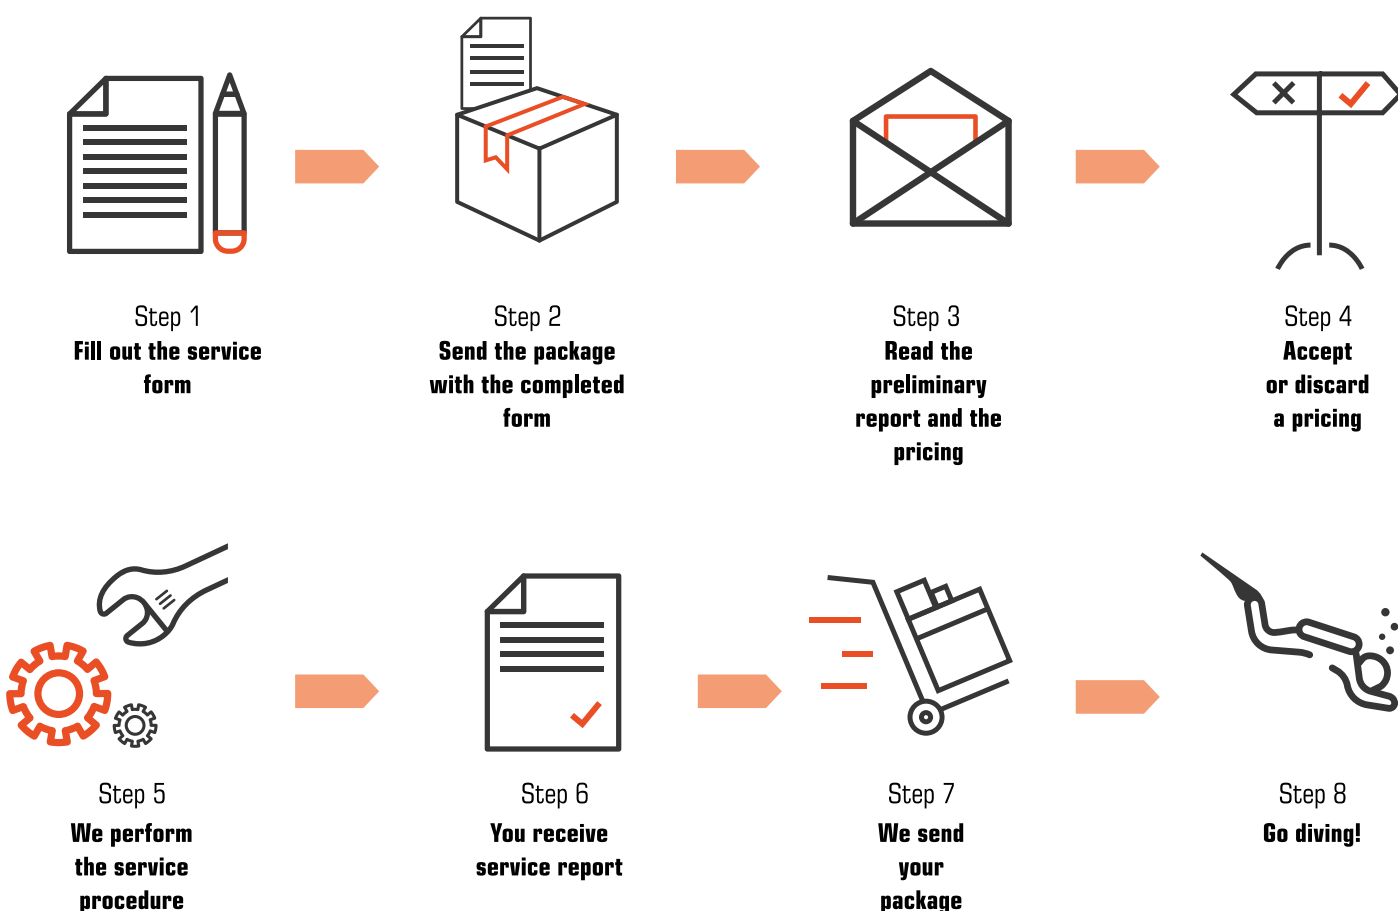 Step 1
Fill out the service
form
Step 2
Send the package
with the completed
form
Step 3
Read the
preliminary
report and the
pricing
Step 4
Accept
or discard
a pricing
Step 5
We perform
the service
procedure
Step 6
You receive
service report
Step 7
We send
your
package
Step 8
Go diving!